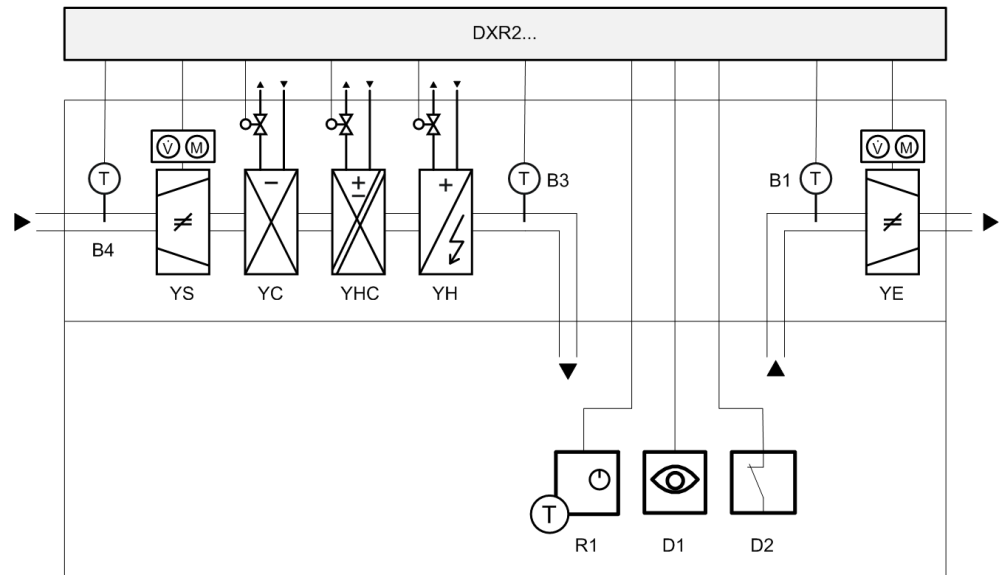 DXR2...
V̇ M
V̇ M
T
T B3
B1 T
B4
YS
YC
YHC
YH
YE
T
R1
D1
D2